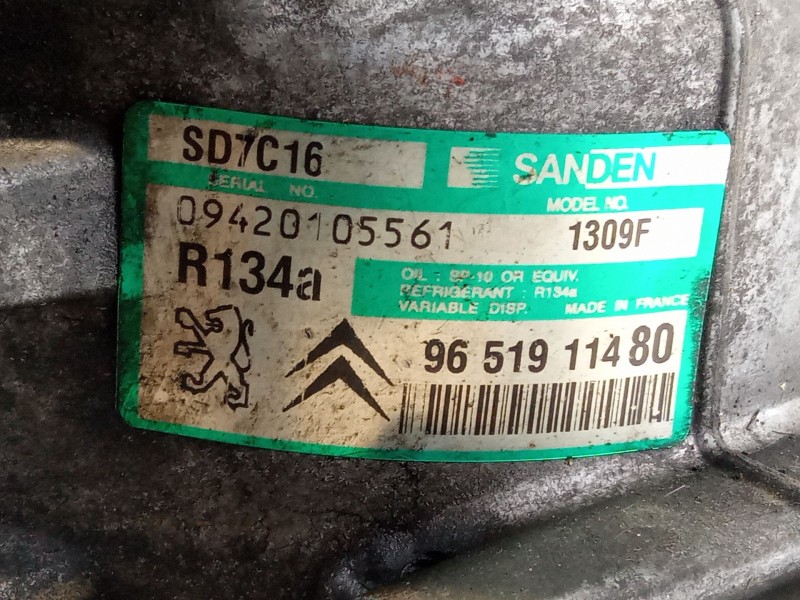 SD7C16
SANDEN
SERIAL NO.
MODEL NO.
09420105561
1309F
R134a
OIL : SP-10 OR EQUIV.
REFRIGERANT : R134a
VARIABLE DISP. MADE IN FRANCE
96 519 114 80